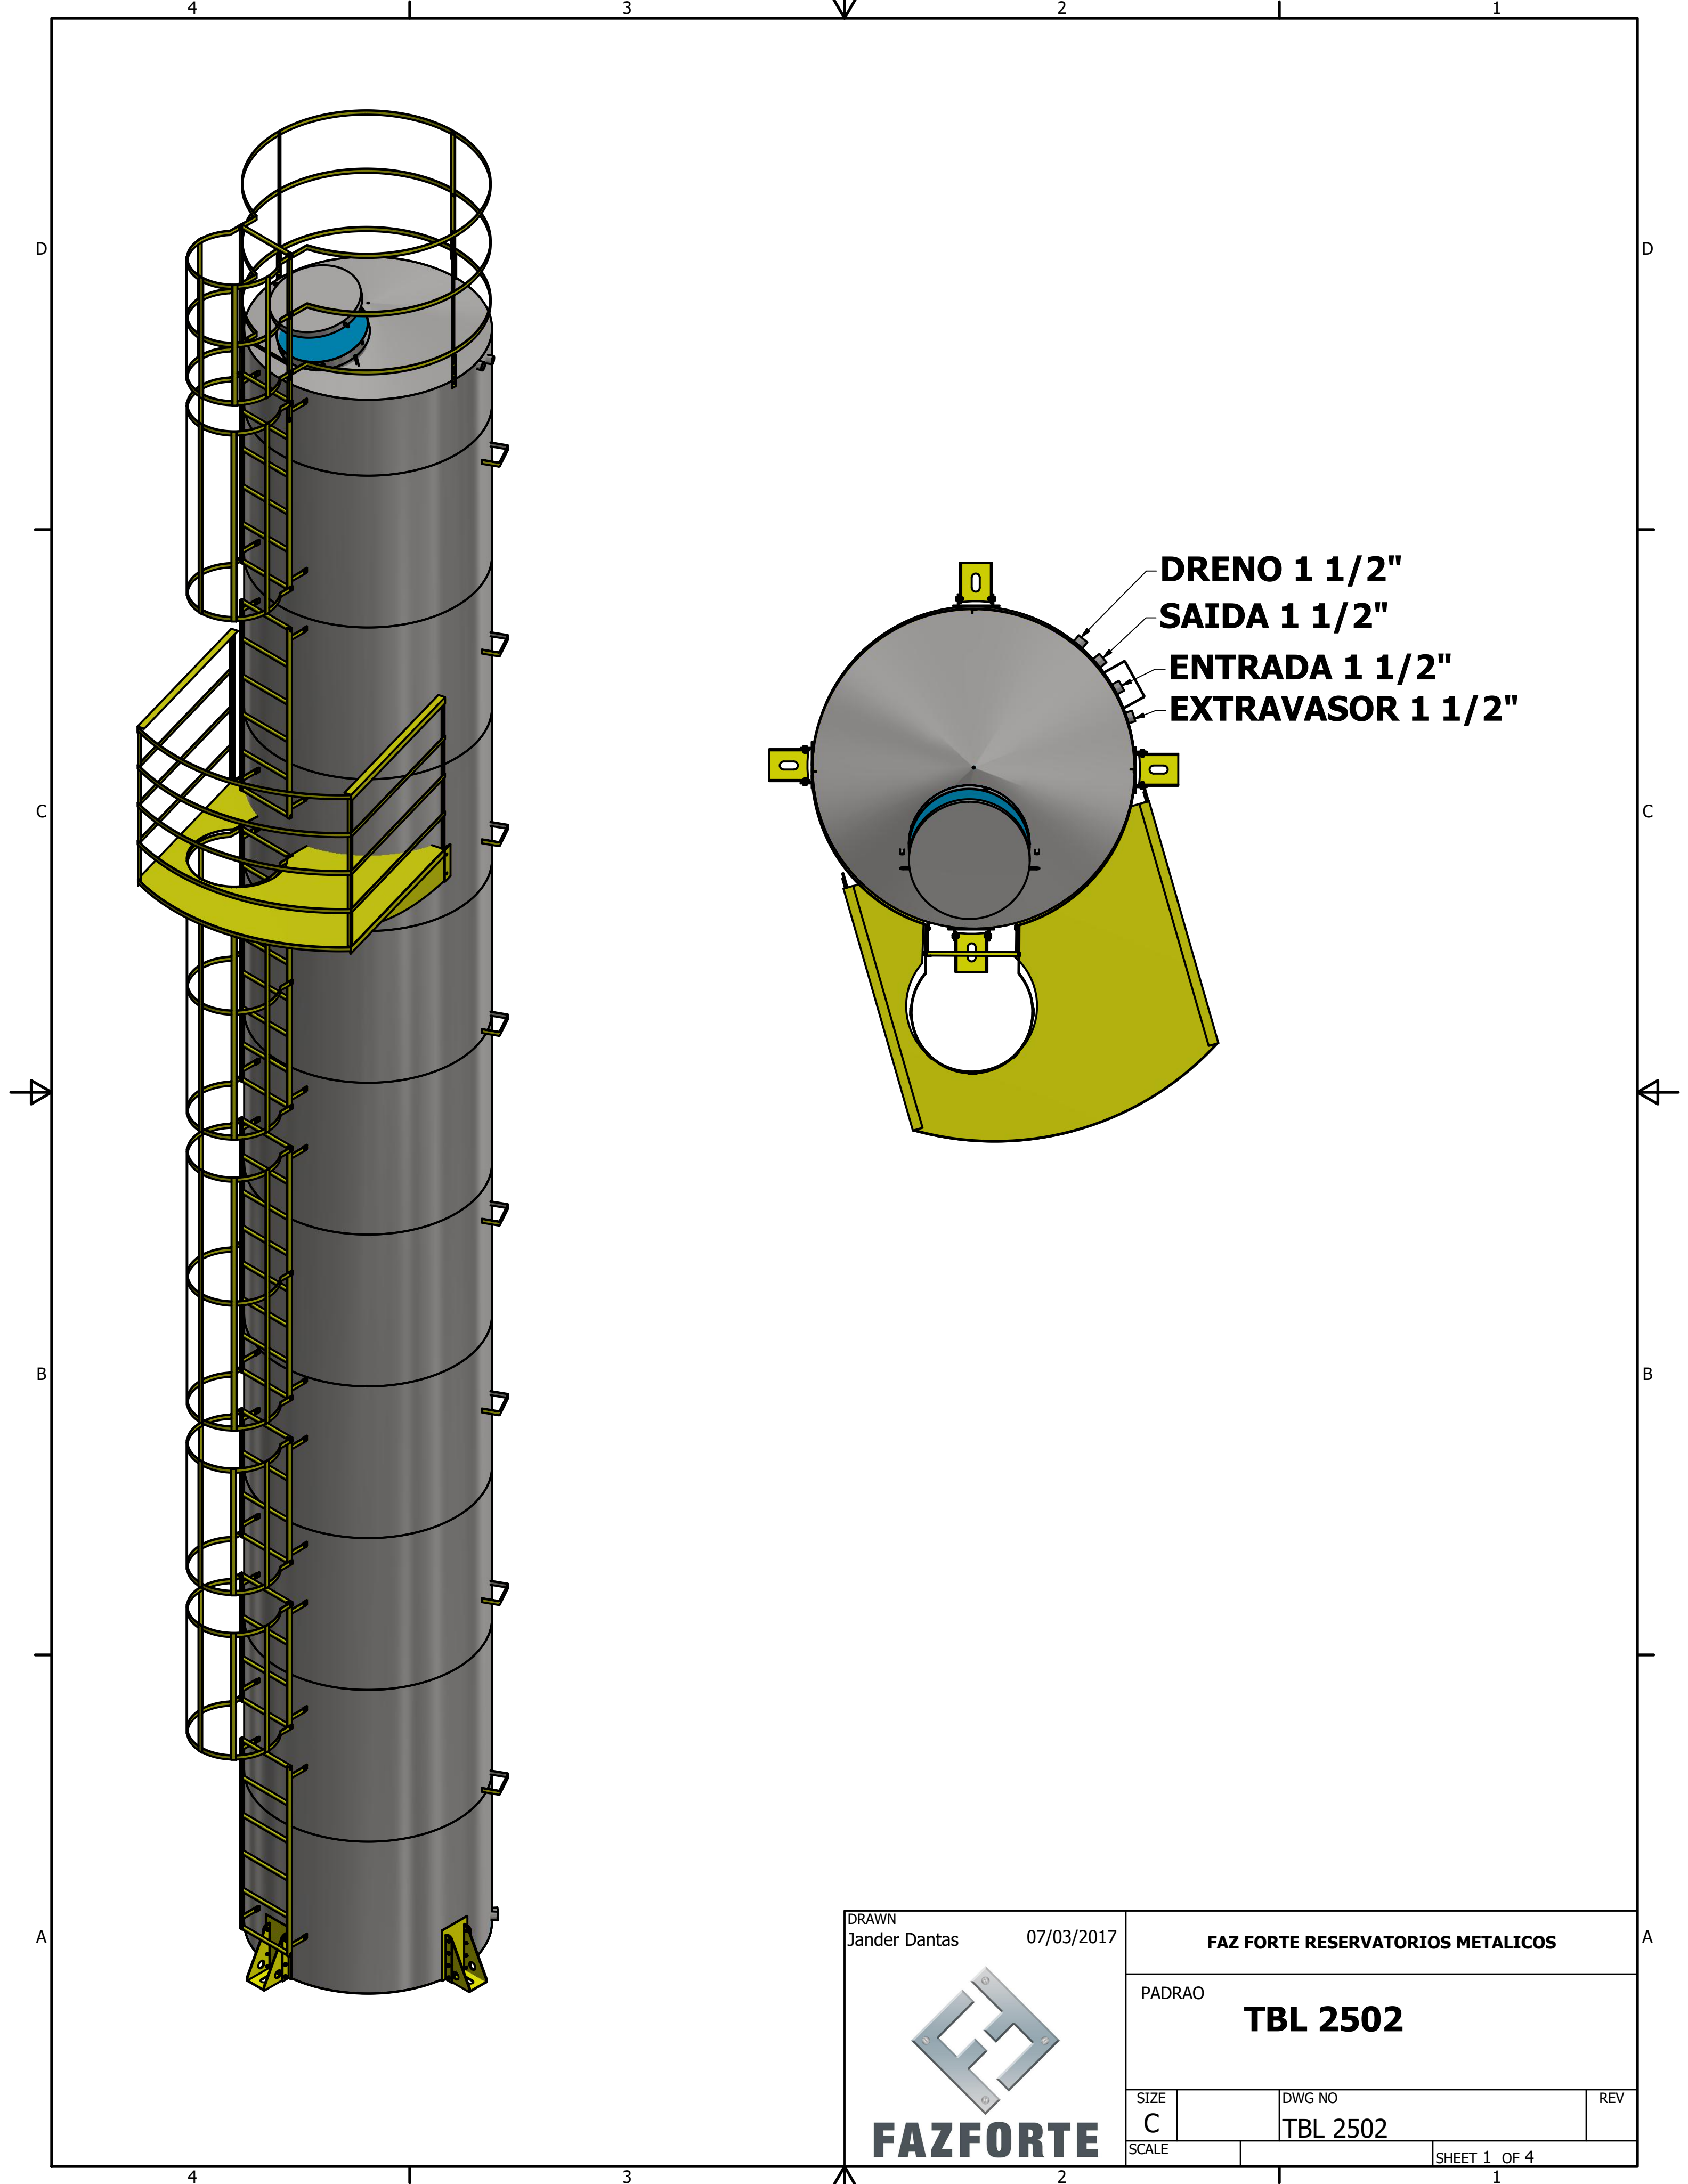 4 3 2 1
D D
DRENO 1 1/2"
SAIDA 1 1/2"
ENTRADA 1 1/2"
EXTRAVASOR 1 1/2"
C C
B B
A A
DRAWN
Jander Dantas 07/03/2017
FAZ FORTE RESERVATORIOS METALICOS
PADRAO
TBL 2502
FAZFORTE
SIZE
C
DWG NO
TBL 2502
REV
SCALE
SHEET 1 OF 4
4 3 2 1